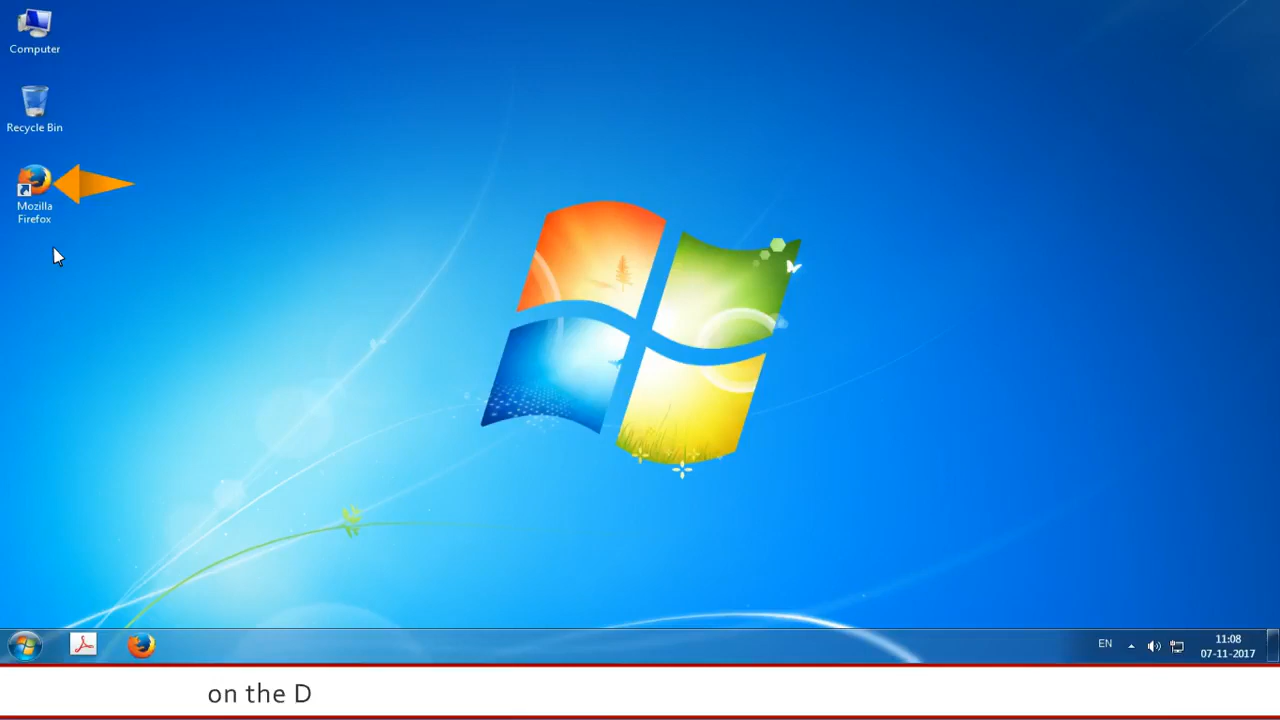 Computer
Recycle Bin
Mozilla
Firefox
EN
11:08
07-11-2017
on the D